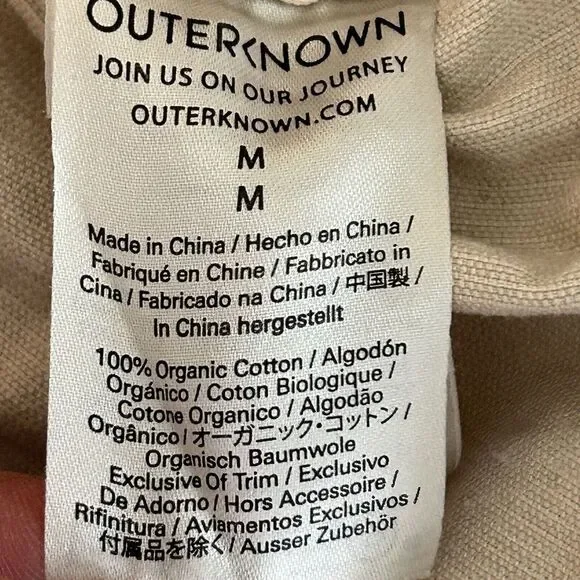 OUTERKNOWN
JOIN US ON OUR JOURNEY
OUTERKNOWN.COM
M
M
Made in China / Hecho en China /
Fabriqué en Chine / Fabbricato in
Cina / Fabricado na China / 中国製 /
In China hergestellt
100% Organic Cotton / Algodón
Orgánico / Coton Biologique /
Cotone Organico / Algodão
Orgânico / オーガニック・コットン /
Organisch Baumwole
Exclusive Of Trim / Exclusivo
De Adorno / Hors Accessoire /
Rifinitura / Aviamentos Exclusivos /
付属品を除く / Ausser Zubehör